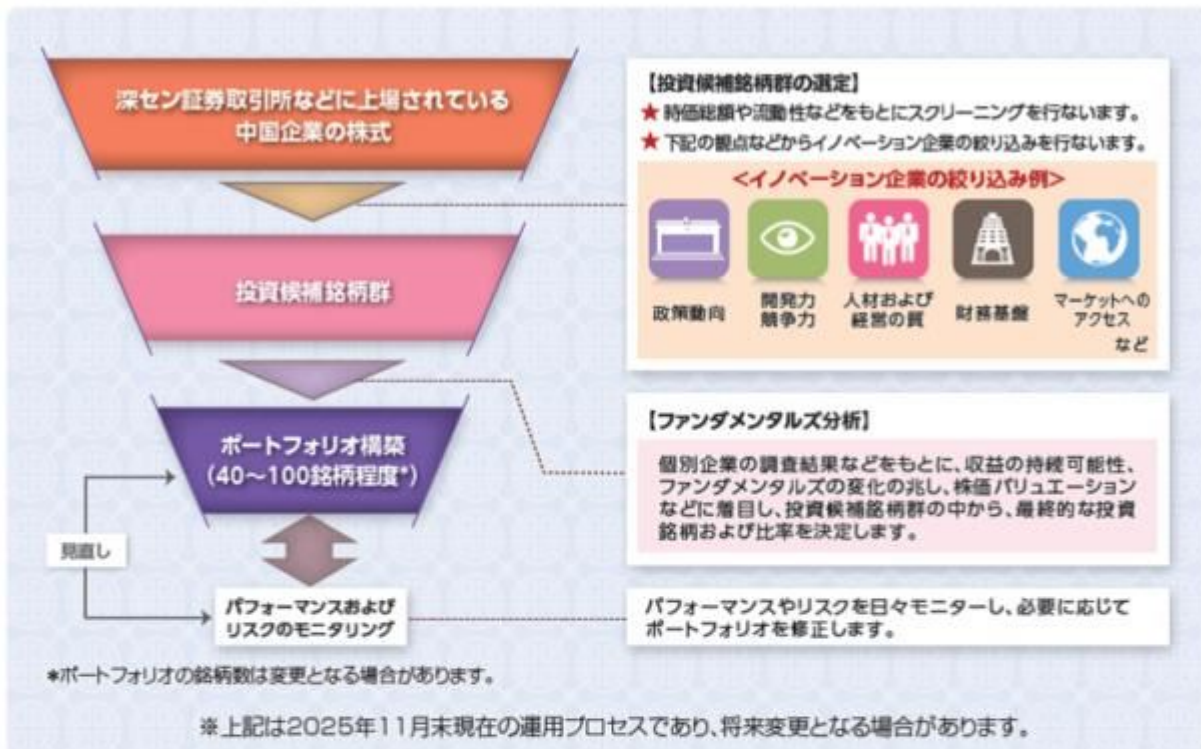 深セン証券取引所などに上場されている
中国企業の株式
【投資候補銘柄群の選定】
★時価総額や流動性などをもとにスクリーニングを行ないます。
★下記の観点などからイノベーション企業の絞り込みを行ないます。
<イノベーション企業の絞り込み例>
政策動向
開発力
競争力
人材および
経営の質
財務基盤
マーケットへの
アクセス
など
投資候補銘柄群
【ファンダメンタルズ分析】
個別企業の調査結果などをもとに、収益の持続可能性、
ファンダメンタルズの変化の兆し、株価バリュエーション
などに着目し、投資候補銘柄群の中から、最終的な投資
銘柄および比率を決定します。
ポートフォリオ構築
(40～100銘柄程度*)
見直し
パフォーマンスおよび
リスクのモニタリング
パフォーマンスやリスクを日々モニターし、必要に応じて
ポートフォリオを修正します。
*ポートフォリオの銘柄数は変更となる場合があります。
※上記は2025年11月末現在の運用プロセスであり、将来変更となる場合があります。